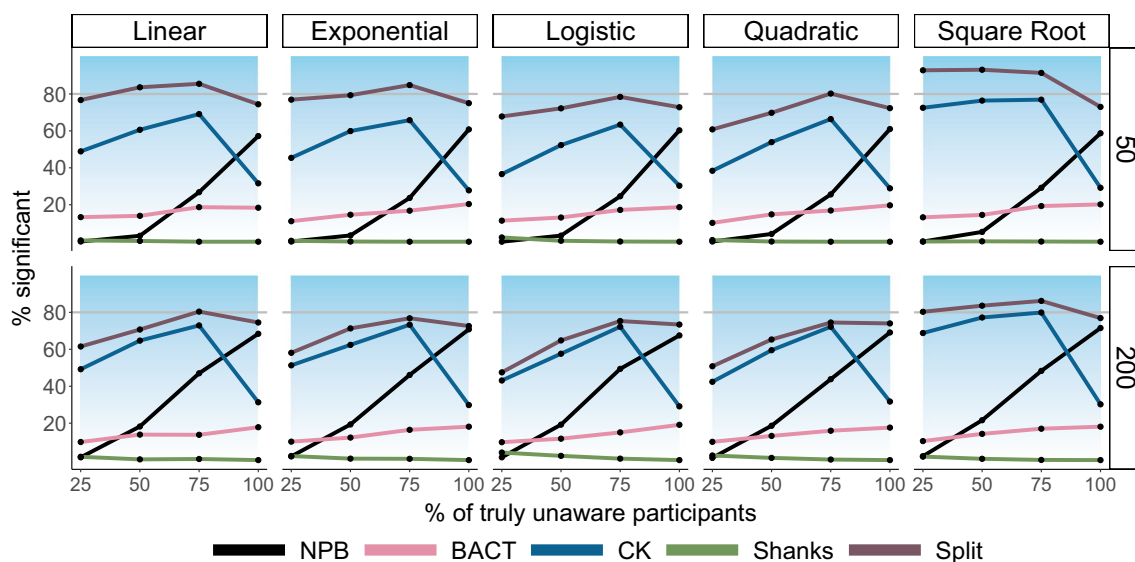 Linear Exponential Logistic Quadratic Square Root
80
60
40
20
50
% significant
80
60
40
20
200
25 50 75 100 25 50 75 100 25 50 75 100 25 50 75 100 25 50 75 100
% of truly unaware participants
NPB BACT CK Shanks Split